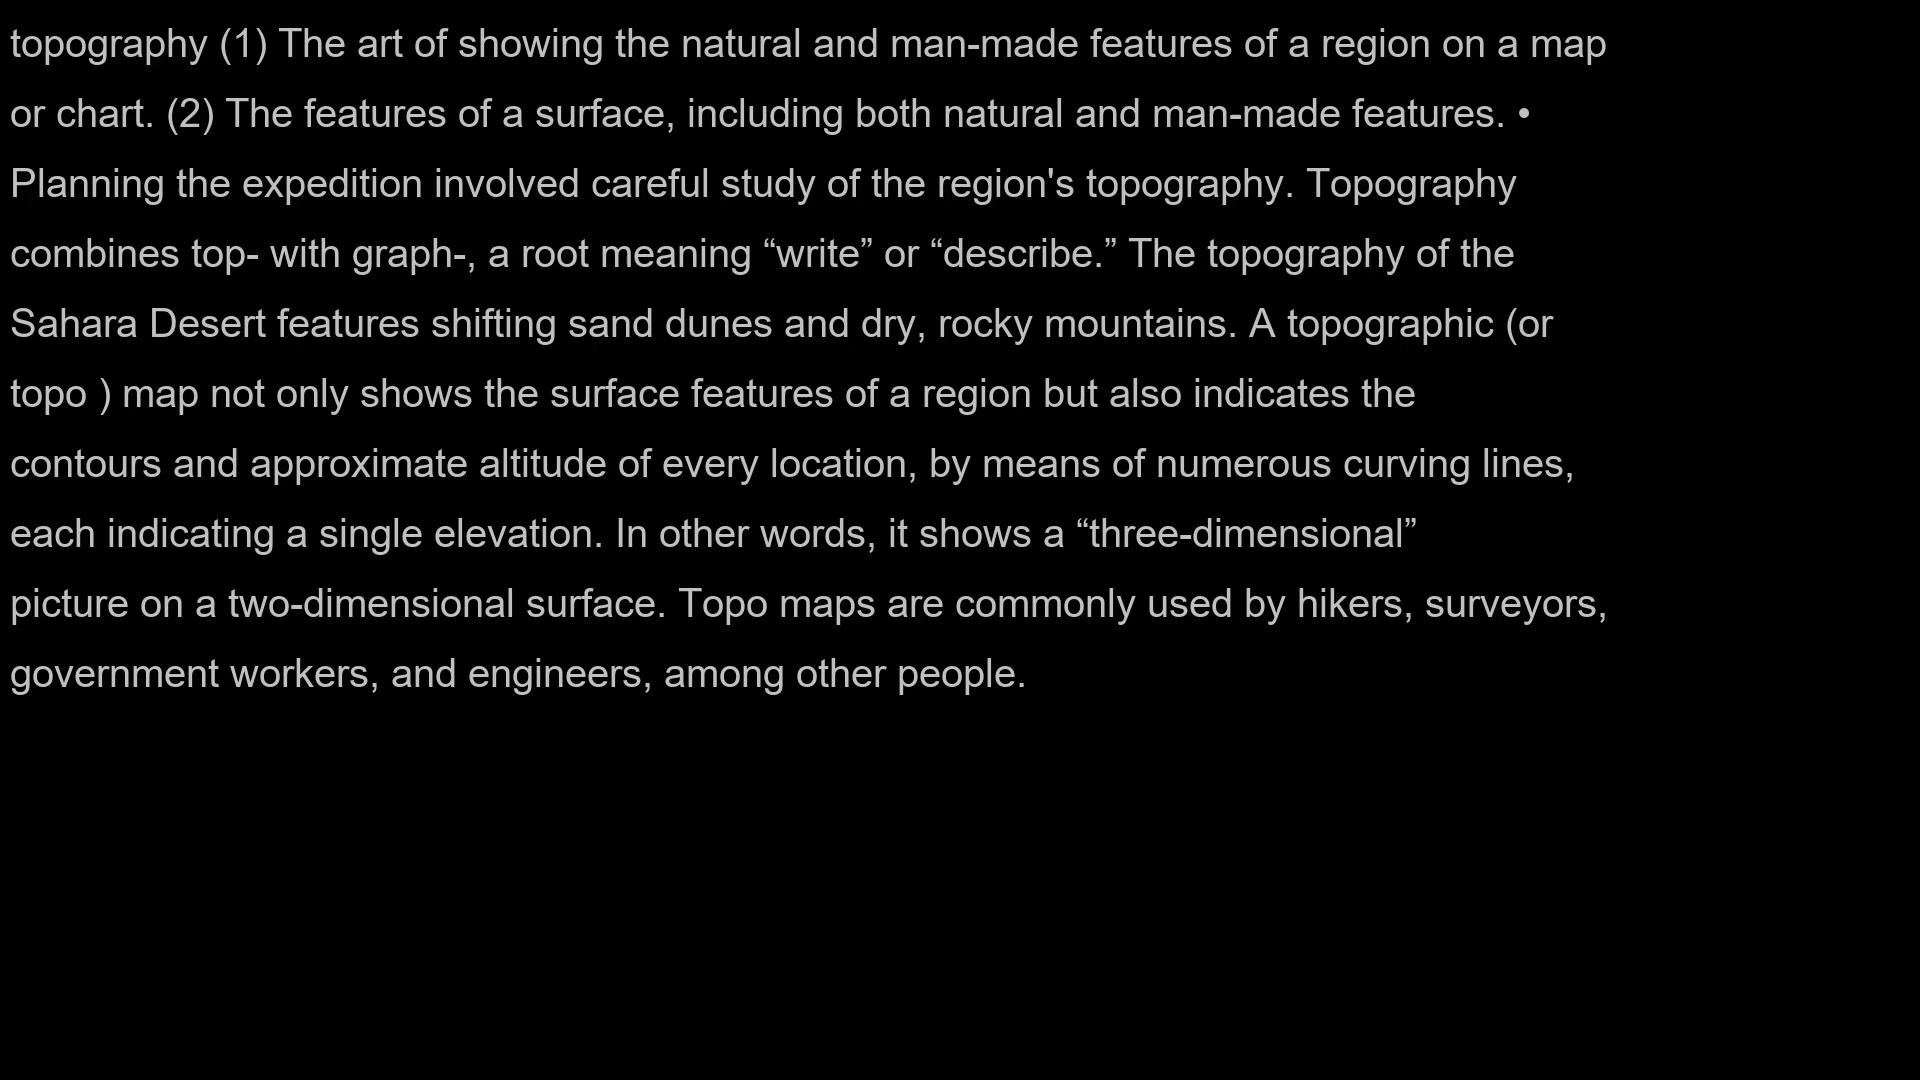 topography (1) The art of showing the natural and man-made features of a region on a map
or chart. (2) The features of a surface, including both natural and man-made features. •
Planning the expedition involved careful study of the region's topography. Topography
combines top- with graph-, a root meaning “write” or “describe.” The topography of the
Sahara Desert features shifting sand dunes and dry, rocky mountains. A topographic (or
topo ) map not only shows the surface features of a region but also indicates the
contours and approximate altitude of every location, by means of numerous curving lines,
each indicating a single elevation. In other words, it shows a “three-dimensional”
picture on a two-dimensional surface. Topo maps are commonly used by hikers, surveyors,
government workers, and engineers, among other people.